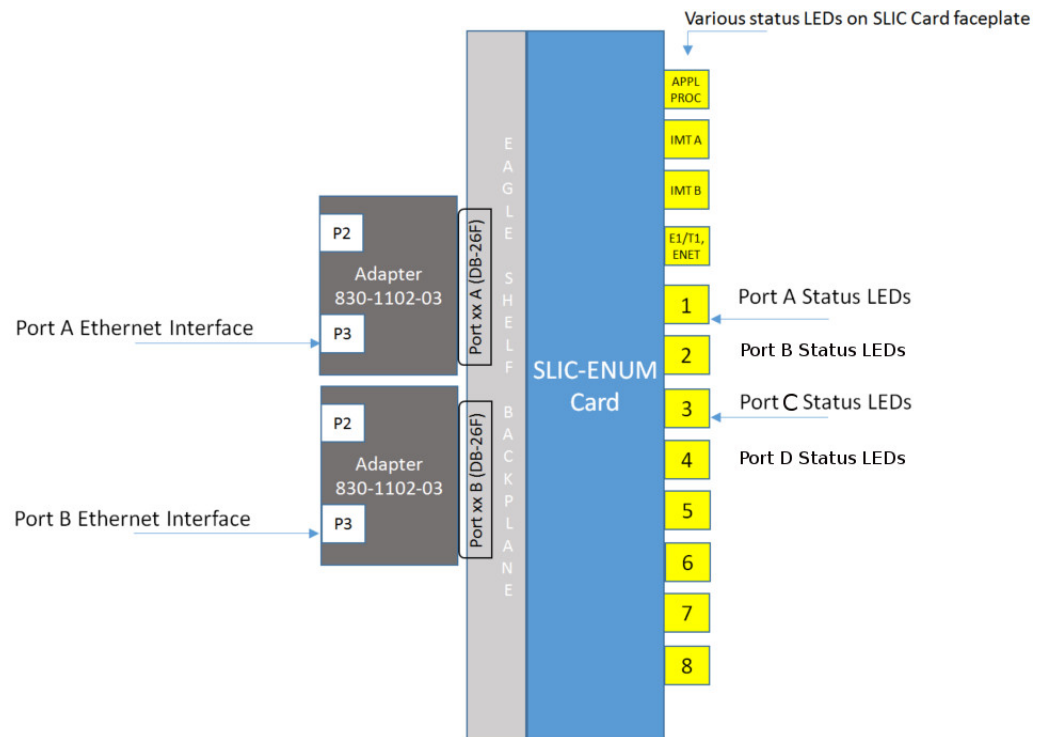 Various status LEDs on SLIC Card faceplate
APPL
PROC
IMT A
IMT B
E1/T1,
ENET
1
2
3
4
5
6
7
8
Port A Status LEDs
Port B Status LEDs
Port C Status LEDs
Port D Status LEDs
SLIC-ENUM
Card
EAGLE SHELF BACKPLANE
Port xx A (DB-26F)
Port xx B (DB-26F)
P2
Adapter
830-1102-03
P3
Port A Ethernet Interface
P2
Adapter
830-1102-03
P3
Port B Ethernet Interface